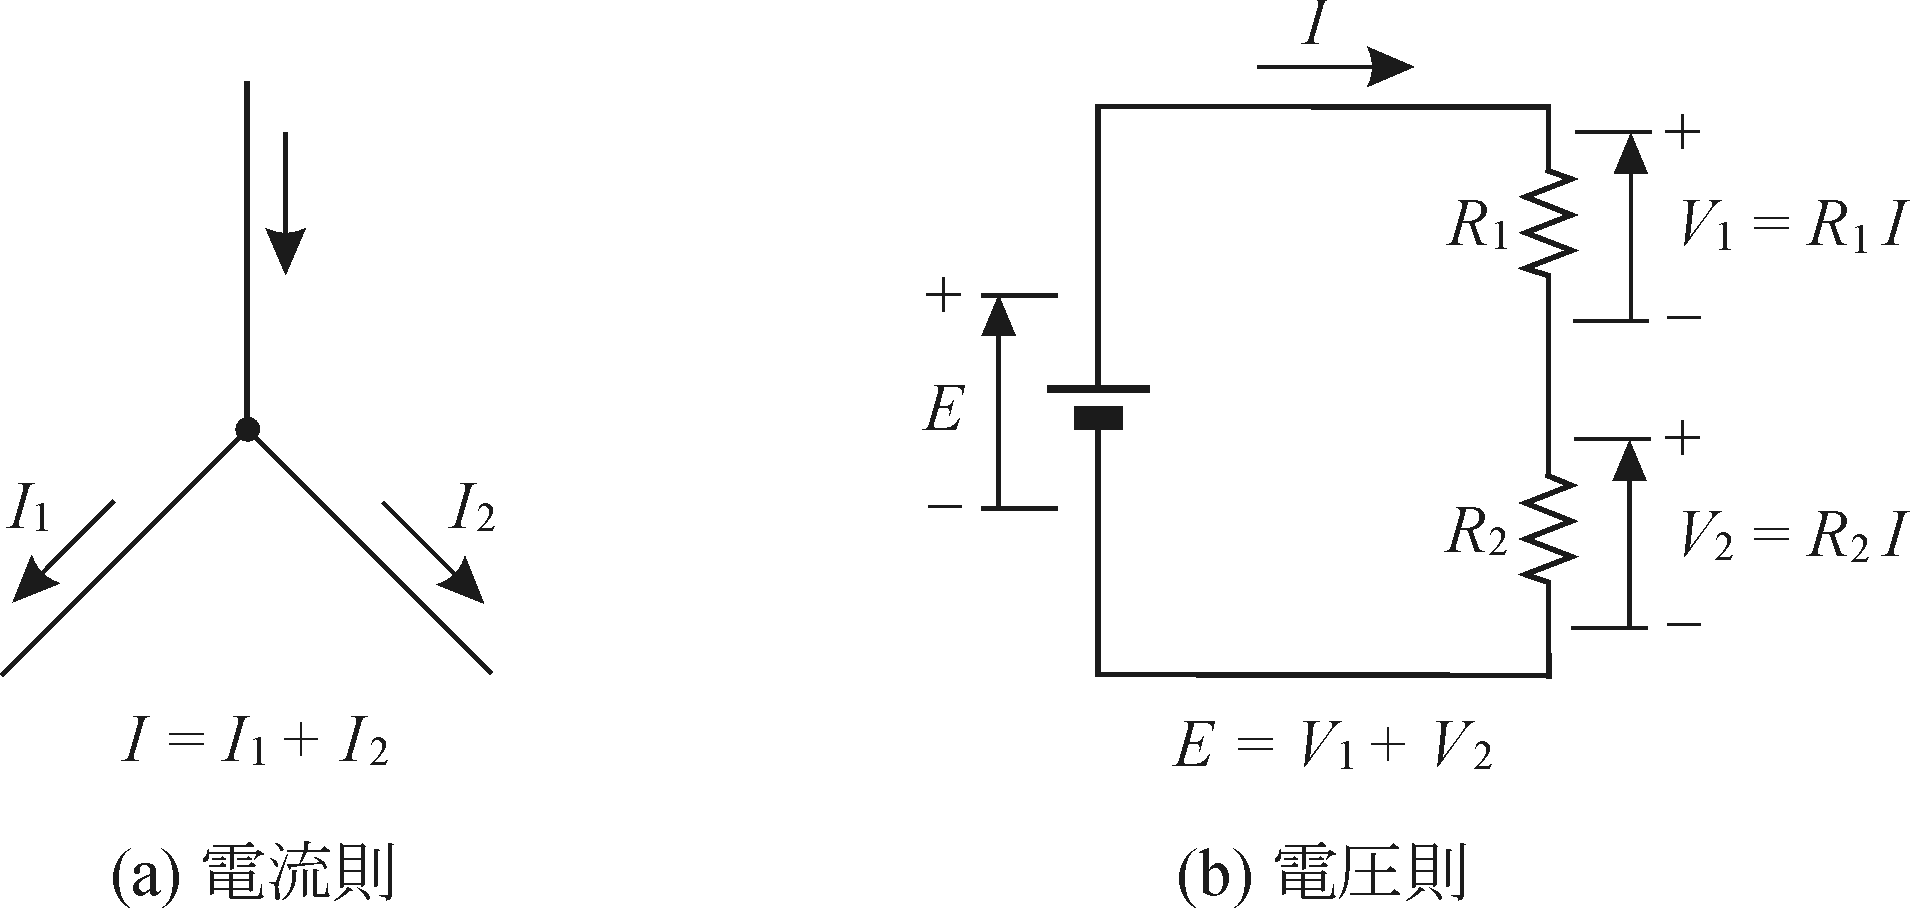 I₁
I₂
I = I₁ + I₂
(a) 電流則
I
+
E
−
R₁
+
V₁ = R₁ I
−
R₂
+
V₂ = R₂ I
−
E = V₁ + V₂
(b) 電圧則